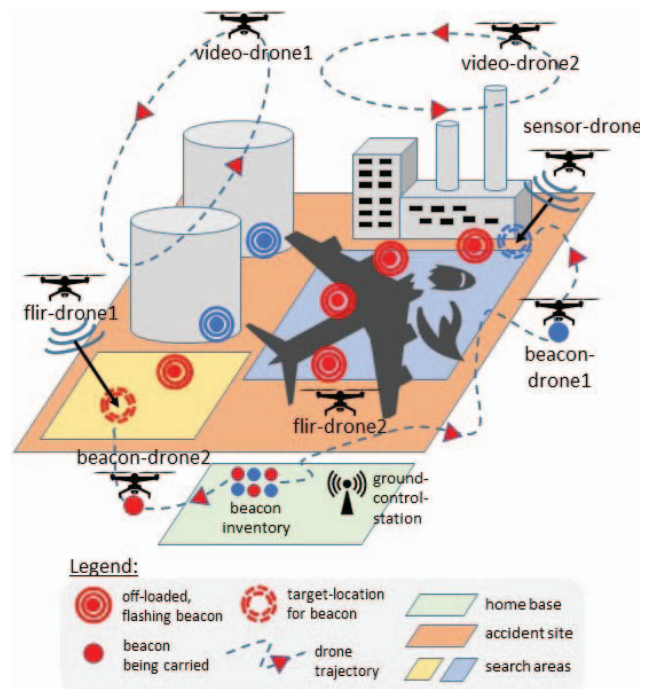 video-drone1
video-drone2
sensor-drone
flir-drone1
beacon-
drone1
flir-drone2
beacon-drone2
beacon
inventory
ground-
control-
station
Legend:
off-loaded,
flashing beacon
target-location
for beacon
home base
accident site
beacon
being carried
drone
trajectory
search areas